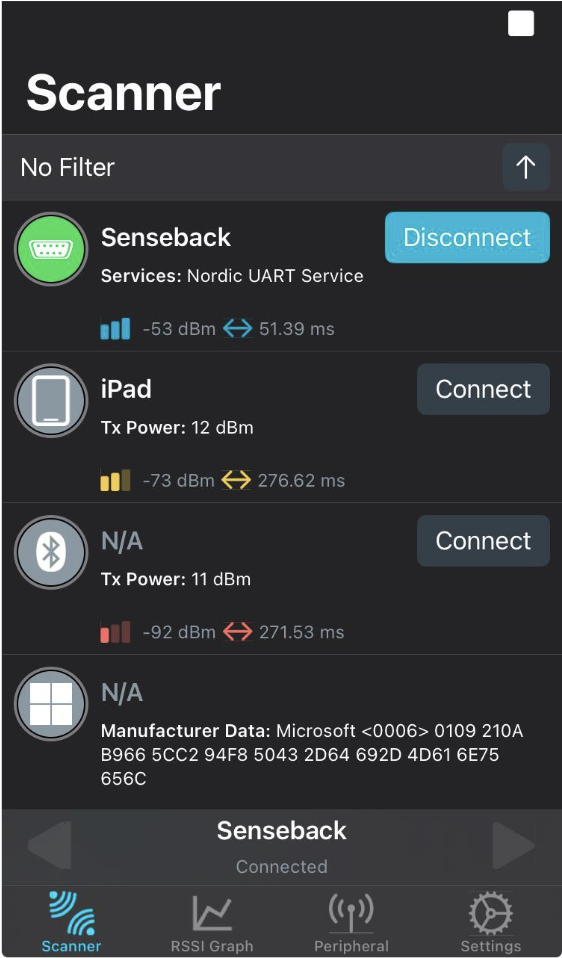 Scanner
No Filter
Senseback
Disconnect
Services: Nordic UART Service
-53 dBm 51.39 ms
iPad
Connect
Tx Power: 12 dBm
-73 dBm 276.62 ms
N/A
Connect
Tx Power: 11 dBm
-92 dBm 271.53 ms
N/A
Manufacturer Data: Microsoft <0006> 0109 210A
B966 5CC2 94F8 5043 2D64 692D 4D61 6E75
656C
Senseback
Connected
Scanner RSSI Graph Peripheral Settings